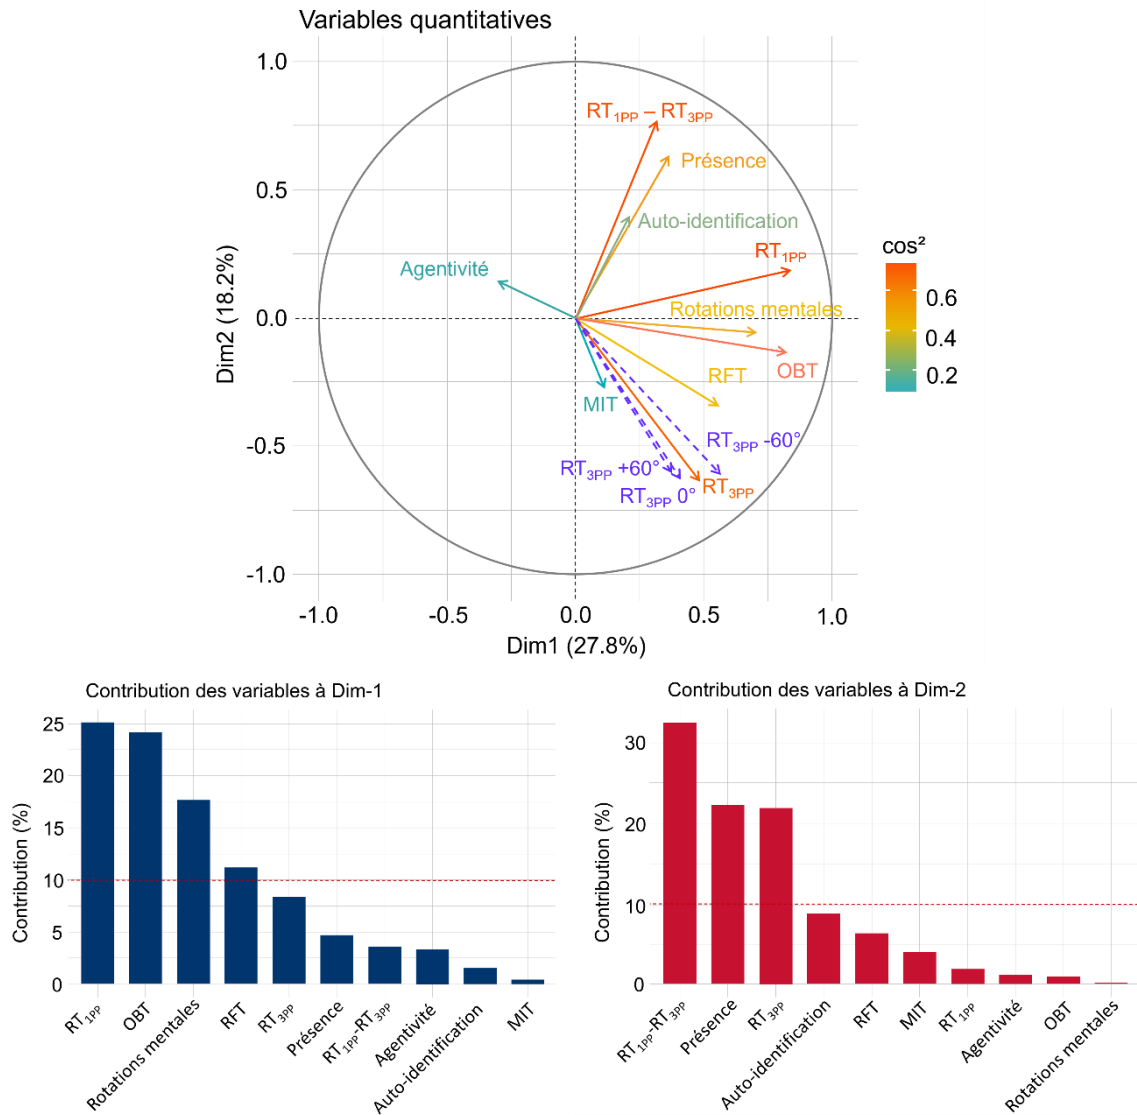 Variables quantitatives
1.0
0.5
0.0
-0.5
-1.0
Dim2 (18.2%)
RT1PP – RT3PP
Présence
Auto-identification
RT1PP
Agentivité
Rotations mentales
OBT
RFT
MIT
RT3PP -60°
RT3PP +60°
RT3PP
RT3PP 0°
-1.0
-0.5
0.0
0.5
1.0
Dim1 (27.8%)
cos²
0.6
0.4
0.2
Contribution des variables à Dim-1
25
20
15
10
5
0
Contribution (%)
RT1PP
OBT
Rotations mentales
RFT
RT3PP
Présence
RT1PP-RT3PP
Agentivité
Auto-identification
MIT
Contribution des variables à Dim-2
30
20
10
0
Contribution (%)
RT1PP-RT3PP
Présence
RT3PP
Auto-identification
RFT
MIT
RT1PP
Agentivité
OBT
Rotations mentales